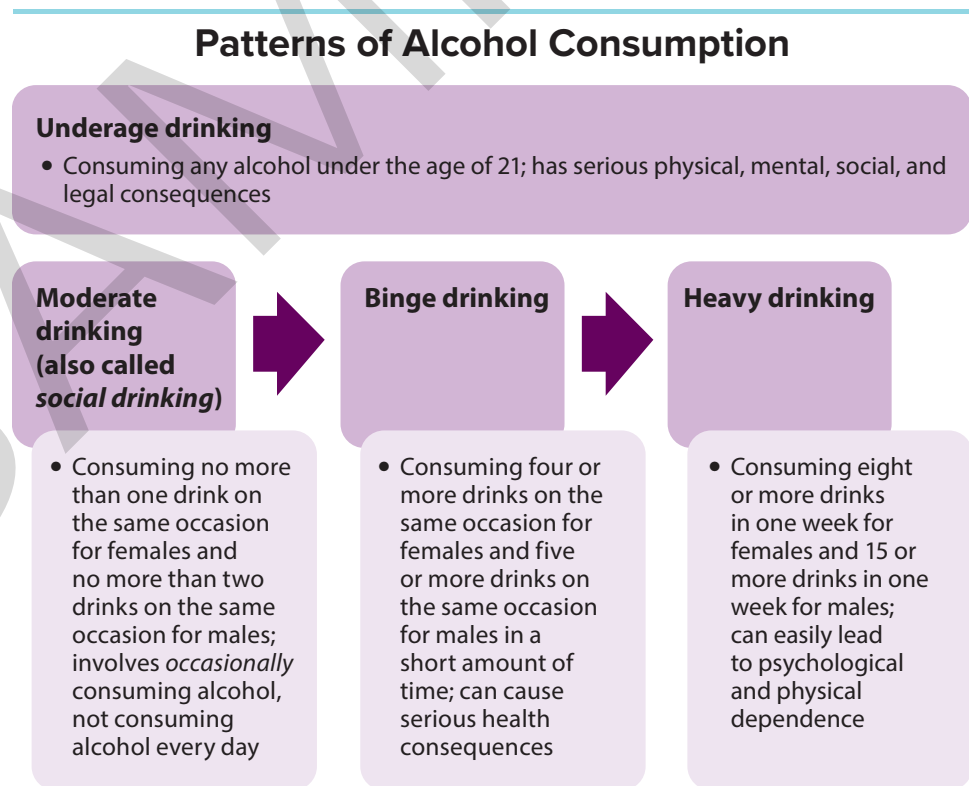 Patterns of Alcohol Consumption
Underage drinking
• Consuming any alcohol under the age of 21; has serious physical, mental, social, and
legal consequences
Moderate
drinking
(also called
social drinking)
• Consuming no more
than one drink on
the same occasion
for females and
no more than two
drinks on the same
occasion for males;
involves occasionally
consuming alcohol,
not consuming
alcohol every day
Binge drinking
• Consuming four or
more drinks on the
same occasion for
females and five
or more drinks on
the same occasion
for males in a
short amount of
time; can cause
serious health
consequences
Heavy drinking
• Consuming eight
or more drinks
in one week for
females and 15 or
more drinks in one
week for males;
can easily lead
to psychological
and physical
dependence